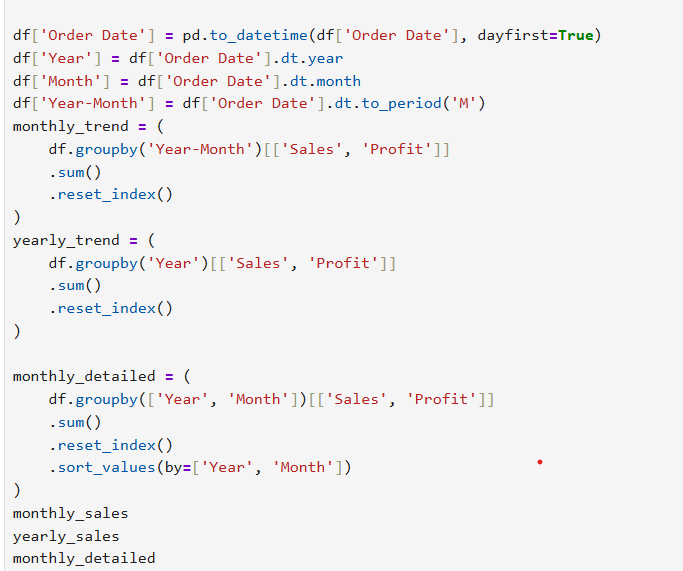 df['Order Date'] = pd.to_datetime(df['Order Date'], dayfirst=True)
df['Year'] = df['Order Date'].dt.year
df['Month'] = df['Order Date'].dt.month
df['Year-Month'] = df['Order Date'].dt.to_period('M')
monthly_trend = (
    df.groupby('Year-Month')[['Sales', 'Profit']]
    .sum()
    .reset_index()
)
yearly_trend = (
    df.groupby('Year')[['Sales', 'Profit']]
    .sum()
    .reset_index()
)

monthly_detailed = (
    df.groupby(['Year', 'Month'])[['Sales', 'Profit']]
    .sum()
    .reset_index()
    .sort_values(by=['Year', 'Month'])
)
monthly_sales
yearly_sales
monthly_detailed